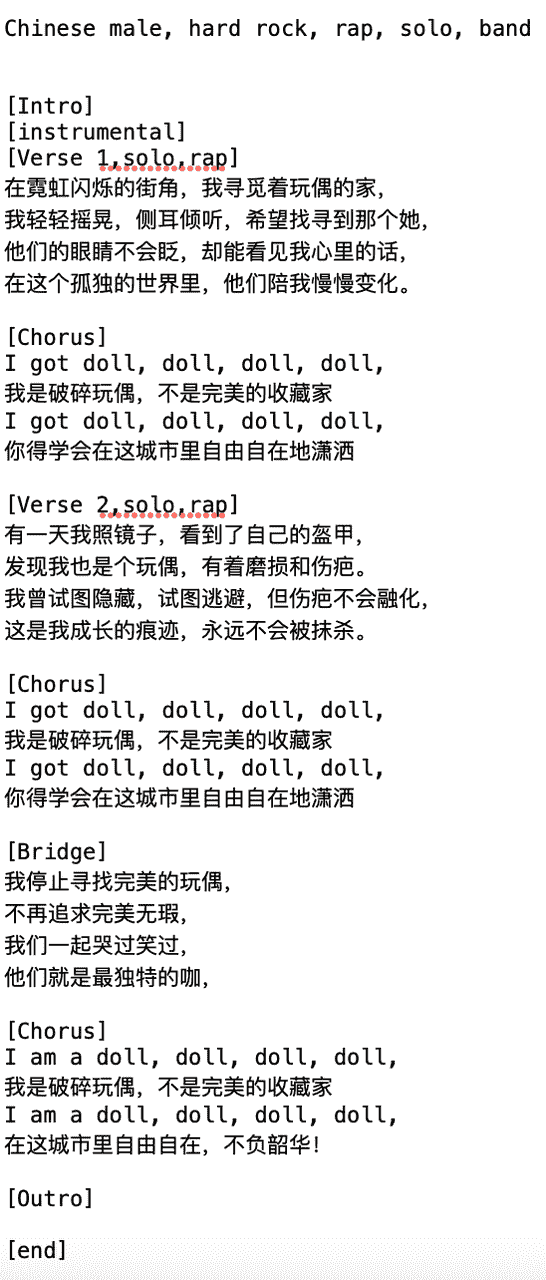 Chinese male, hard rock, rap, solo, band
[Intro]
[instrumental]
[Verse 1,solo,rap]
在霓虹闪烁的街角，我寻觅着玩偶的家，
我轻轻摇晃，侧耳倾听，希望找寻到那个她，
他们的眼睛不会眨，却能看见我心里的话，
在这个孤独的世界里，他们陪我慢慢变化。
[Chorus]
I got doll, doll, doll, doll,
我是破碎玩偶，不是完美的收藏家
I got doll, doll, doll, doll,
你得学会在这城市里自由自在地潇洒
[Verse 2,solo,rap]
有一天我照镜子，看到了自己的盔甲，
发现我也是个玩偶，有着磨损和伤疤。
我曾试图隐藏，试图逃避，但伤疤不会融化，
这是我成长的痕迹，永远不会被抹杀。
[Chorus]
I got doll, doll, doll, doll,
我是破碎玩偶，不是完美的收藏家
I got doll, doll, doll, doll,
你得学会在这城市里自由自在地潇洒
[Bridge]
我停止寻找完美的玩偶，
不再追求完美无瑕，
我们一起哭过笑过，
他们就是最独特的咖，
[Chorus]
I am a doll, doll, doll, doll,
我是破碎玩偶，不是完美的收藏家
I am a doll, doll, doll, doll,
在这城市里自由自在，不负韶华！
[Outro]
[end]